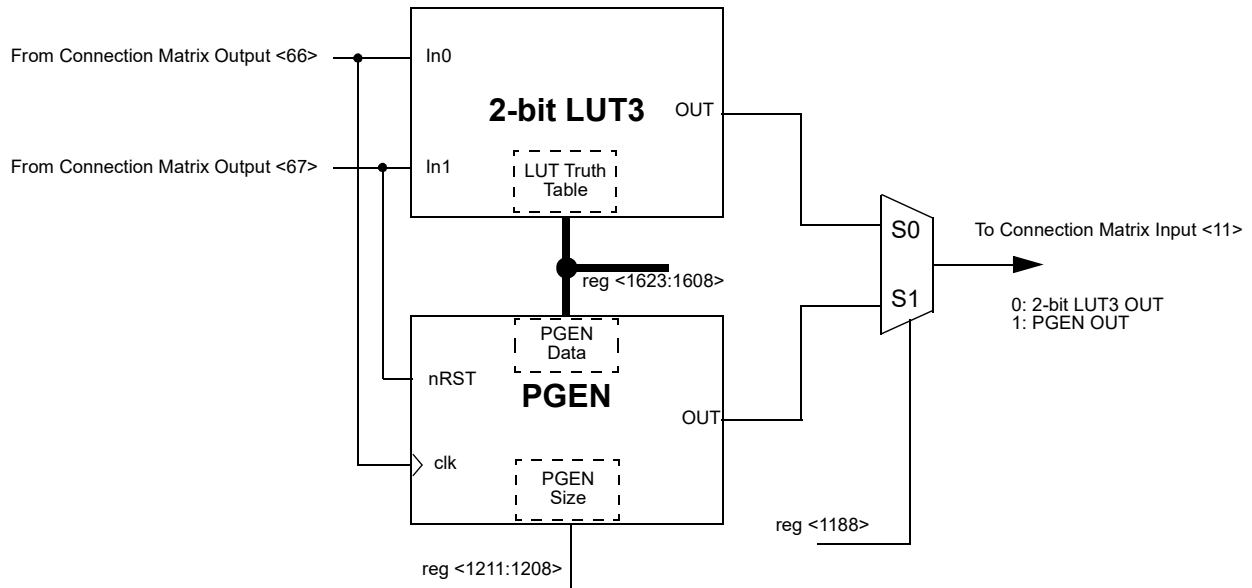 From Connection Matrix Output <66>
In0
2-bit LUT3
OUT
From Connection Matrix Output <67>
In1
LUT Truth
Table
S0
To Connection Matrix Input <11>
reg <1623:1608>
S1
0: 2-bit LUT3 OUT
1: PGEN OUT
PGEN
Data
nRST
PGEN
OUT
clk
PGEN
Size
reg <1188>
reg <1211:1208>